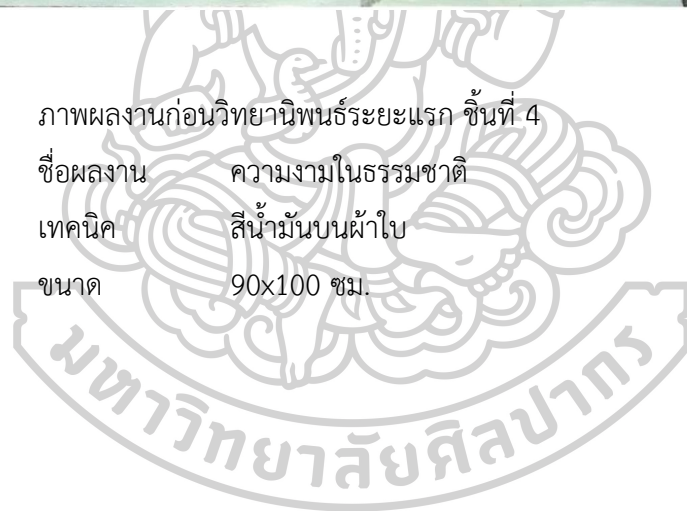 ภาพผลงานก่อนวิทยานิพนธ์ระยะแรก ชิ้นที่ 4
ชื่อผลงาน ความงามในธรรมชาติ
เทคนิค สีน้ำมันบนผ้าใบ
ขนาด 90x100 ซม.
มหาวิทยาลัยศิลปากร